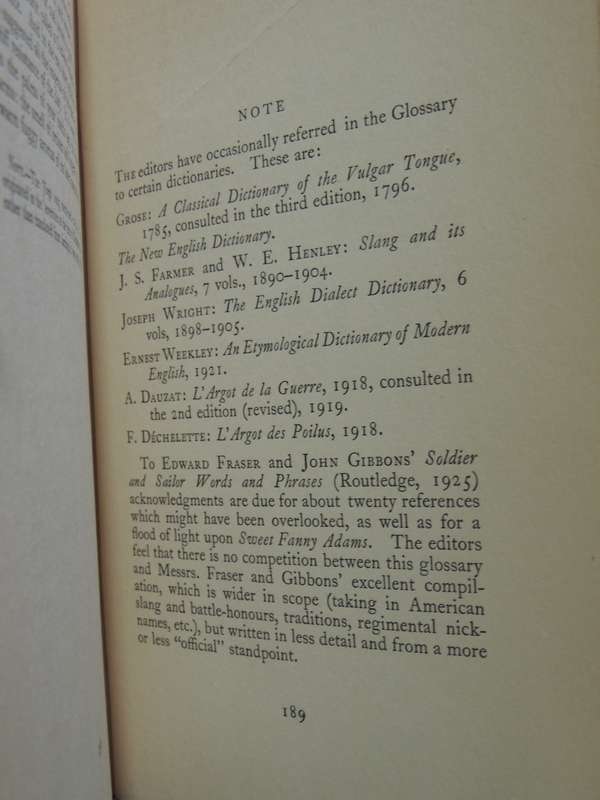 NOTE
THE editors have occasionally referred in the Glossary
to certain dictionaries. These are:
GROSE: A Classical Dictionary of the Vulgar Tongue,
1785, consulted in the third edition, 1796.
The New English Dictionary.
J. S. FARMER and W. E. HENLEY: Slang and its
Analogues, 7 vols., 1890–1904.
JOSEPH WRIGHT: The English Dialect Dictionary, 6
vols, 1898–1905.
ERNEST WEEKLEY: An Etymological Dictionary of Modern
English, 1921.
A. DAUZAT: L'Argot de la Guerre, 1918, consulted in
the 2nd edition (revised), 1919.
F. DÉCHELETTE: L'Argot des Poilus, 1918.
To EDWARD FRASER and JOHN GIBBONS' Soldier
and Sailor Words and Phrases (Routledge, 1925)
acknowledgments are due for about twenty references
which might have been overlooked, as well as for a
flood of light upon Sweet Fanny Adams. The editors
feel that there is no competition between this glossary
and Messrs. Fraser and Gibbons' excellent compil-
ation, which is wider in scope (taking in American
slang and battle-honours, traditions, regimental nick-
names, etc.), but written in less detail and from a more
or less "official" standpoint.
189